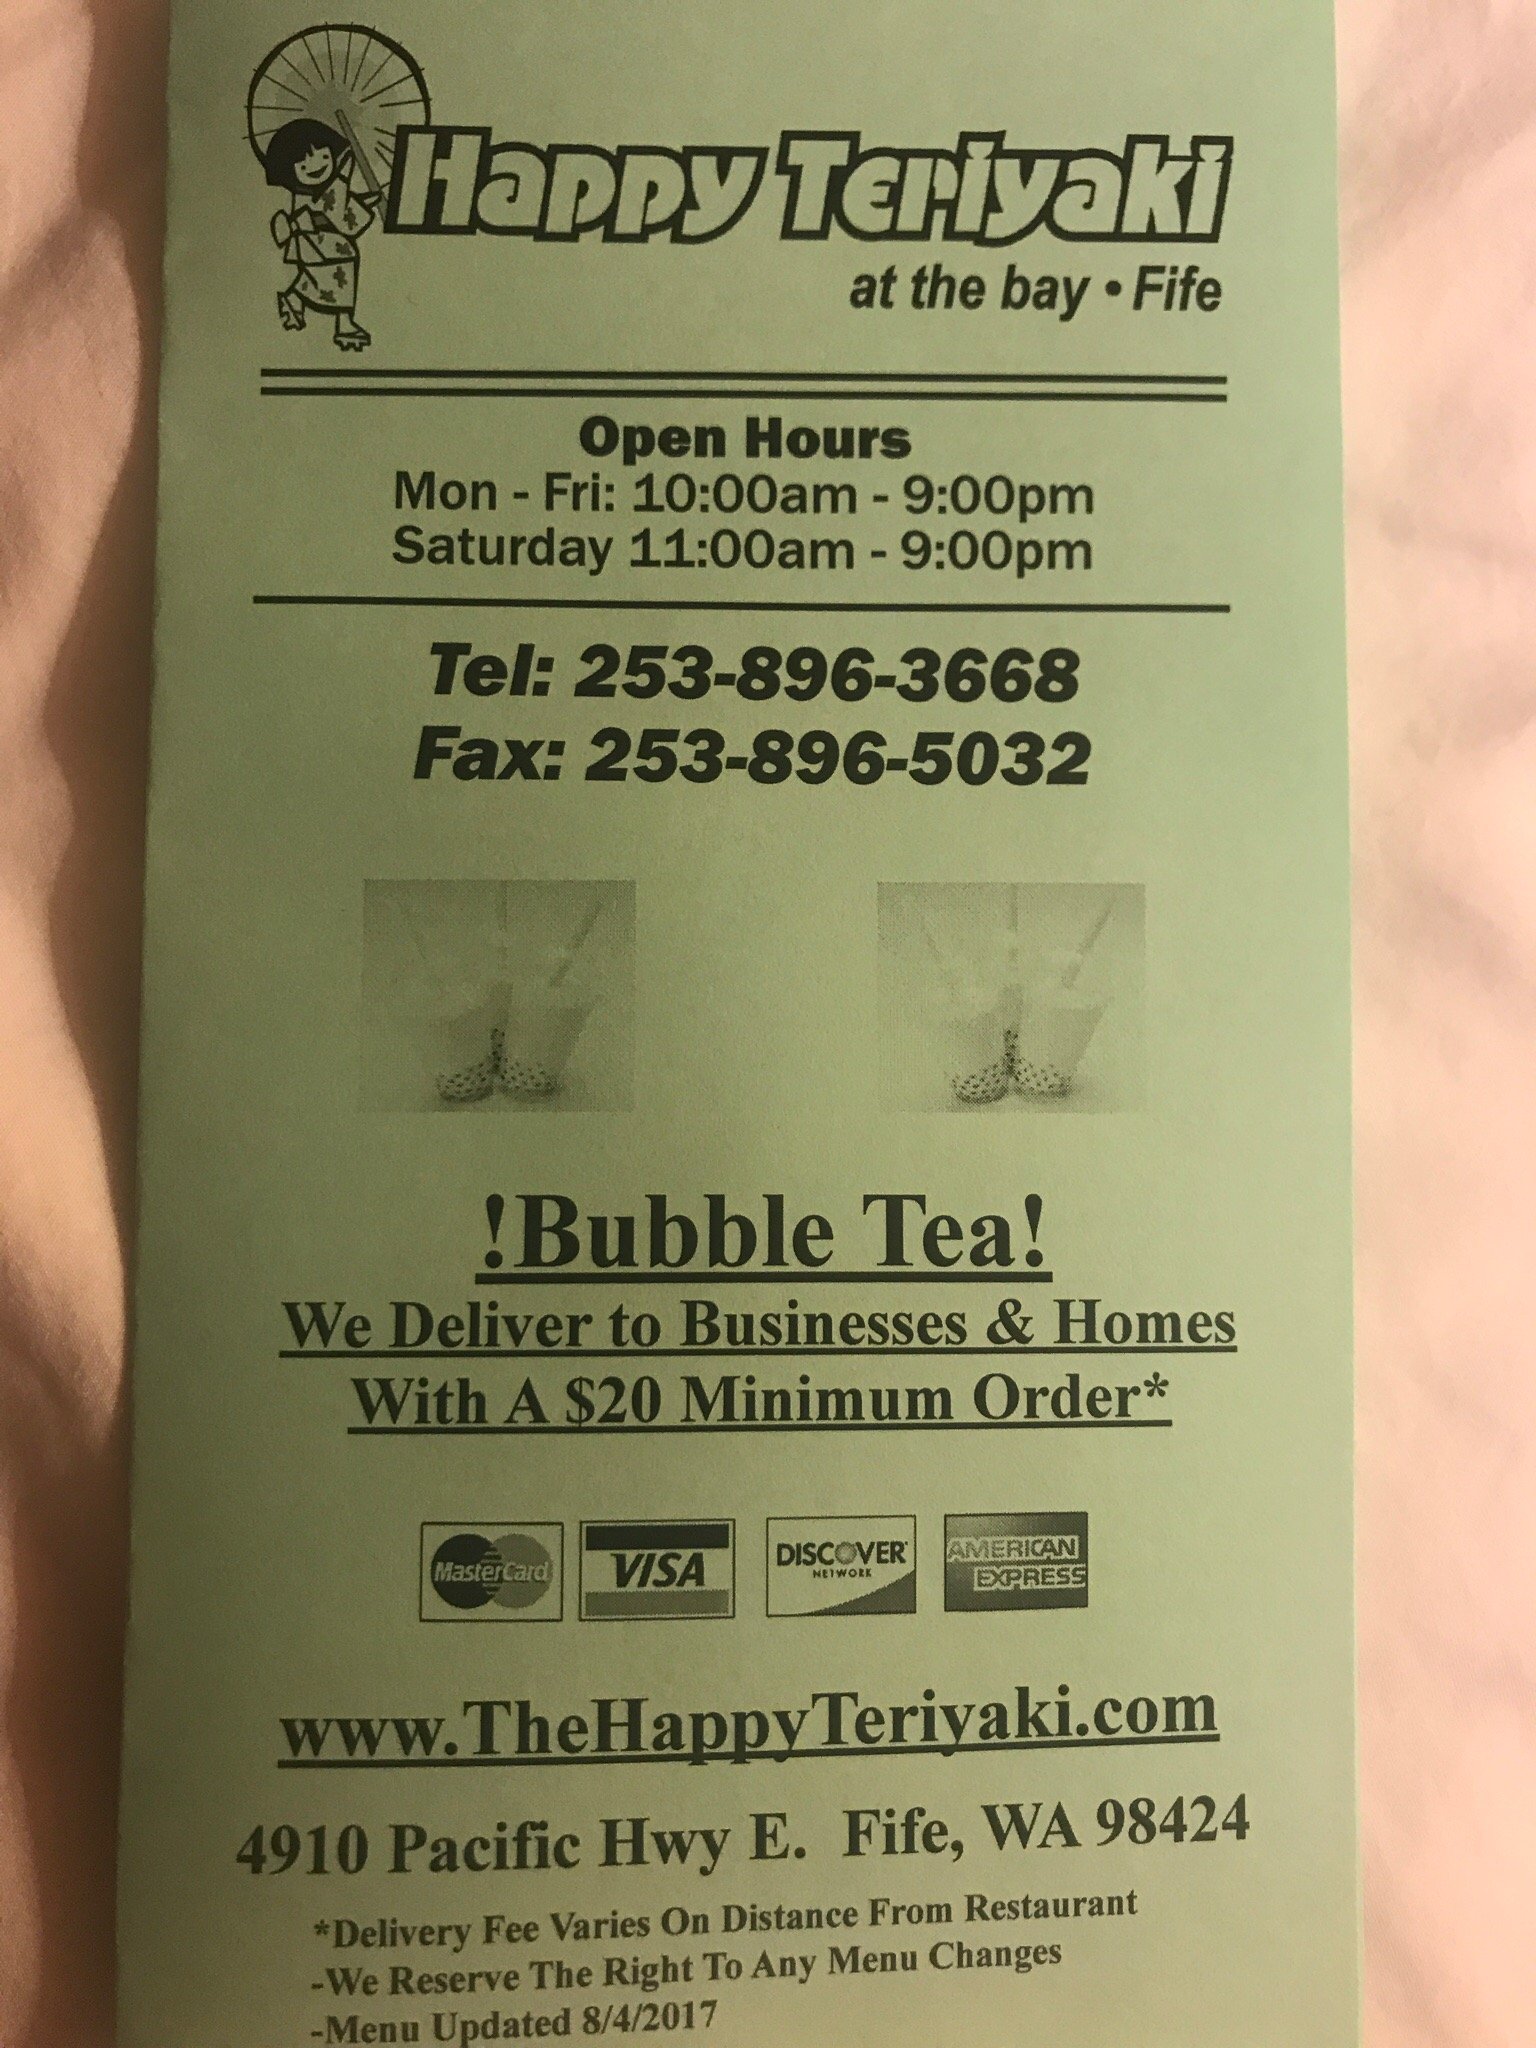 Happy Teriyaki
at the bay • Fife
Open Hours
Mon - Fri: 10:00am - 9:00pm
Saturday 11:00am - 9:00pm
Tel: 253-896-3668
Fax: 253-896-5032
!Bubble Tea!
We Deliver to Businesses & Homes
With A $20 Minimum Order*
MasterCard VISA DISCOVER NETWORK AMERICAN EXPRESS
www.TheHappyTeriyaki.com
4910 Pacific Hwy E. Fife, WA 98424
*Delivery Fee Varies On Distance From Restaurant
-We Reserve The Right To Any Menu Changes
-Menu Updated 8/4/2017